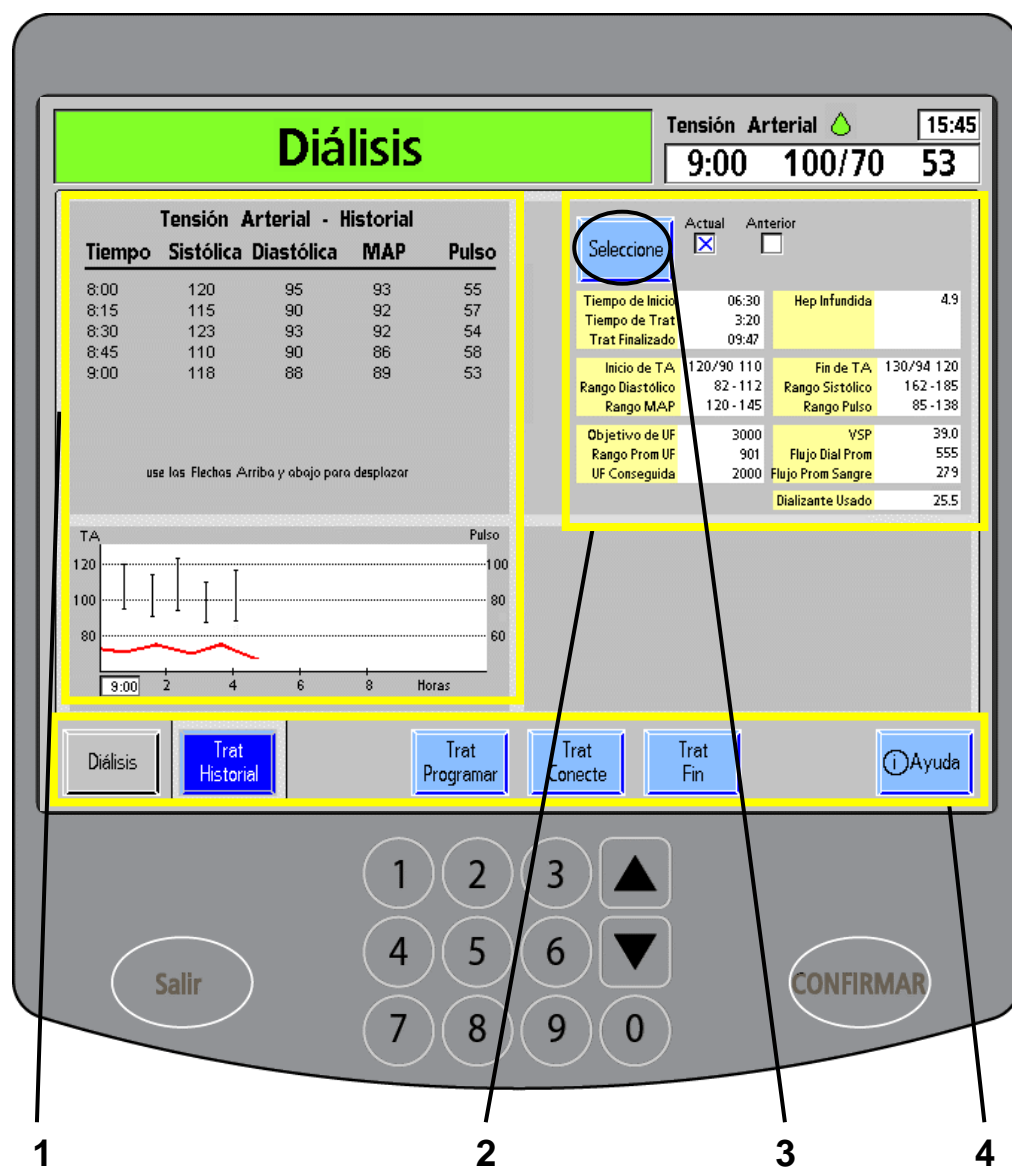 Diálisis
Tensión Arterial 15:45
9:00 100/70 53
Tensión Arterial - Historial
Tiempo Sistólica Diastólica MAP Pulso
8:00 120 95 93 55
8:15 115 90 92 57
8:30 123 93 92 54
8:45 110 90 86 58
9:00 118 88 89 53
use las Flechas Arriba y abajo para desplazar
TA Pulso
120 100
100 80
80 60
9:00 2 4 6 8 Horas
Seleccione
Actual Anterior
Tiempo de Inicio 06:30 Hep Infundida 4.9
Tiempo de Trat 3:20
Trat Finalizado 09:47
Inicio de TA 120/90 110 Fin de TA 130/94 120
Rango Diastólico 82 - 112 Rango Sistólico 162 - 185
Rango MAP 120 - 145 Rango Pulso 85 - 138
Objetivo de UF 3000 VSP 39.0
Rango Prom UF 901 Flujo Dial Prom 555
UF Conseguida 2000 Flujo Prom Sangre 279
Dializante Usado 25.5
Diálisis
Trat
Historial
Trat
Programar
Trat
Conecte
Trat
Fin
i Ayuda
1 2 3
4 5 6
7 8 9 0
Salir
CONFIRMAR
1 2 3 4